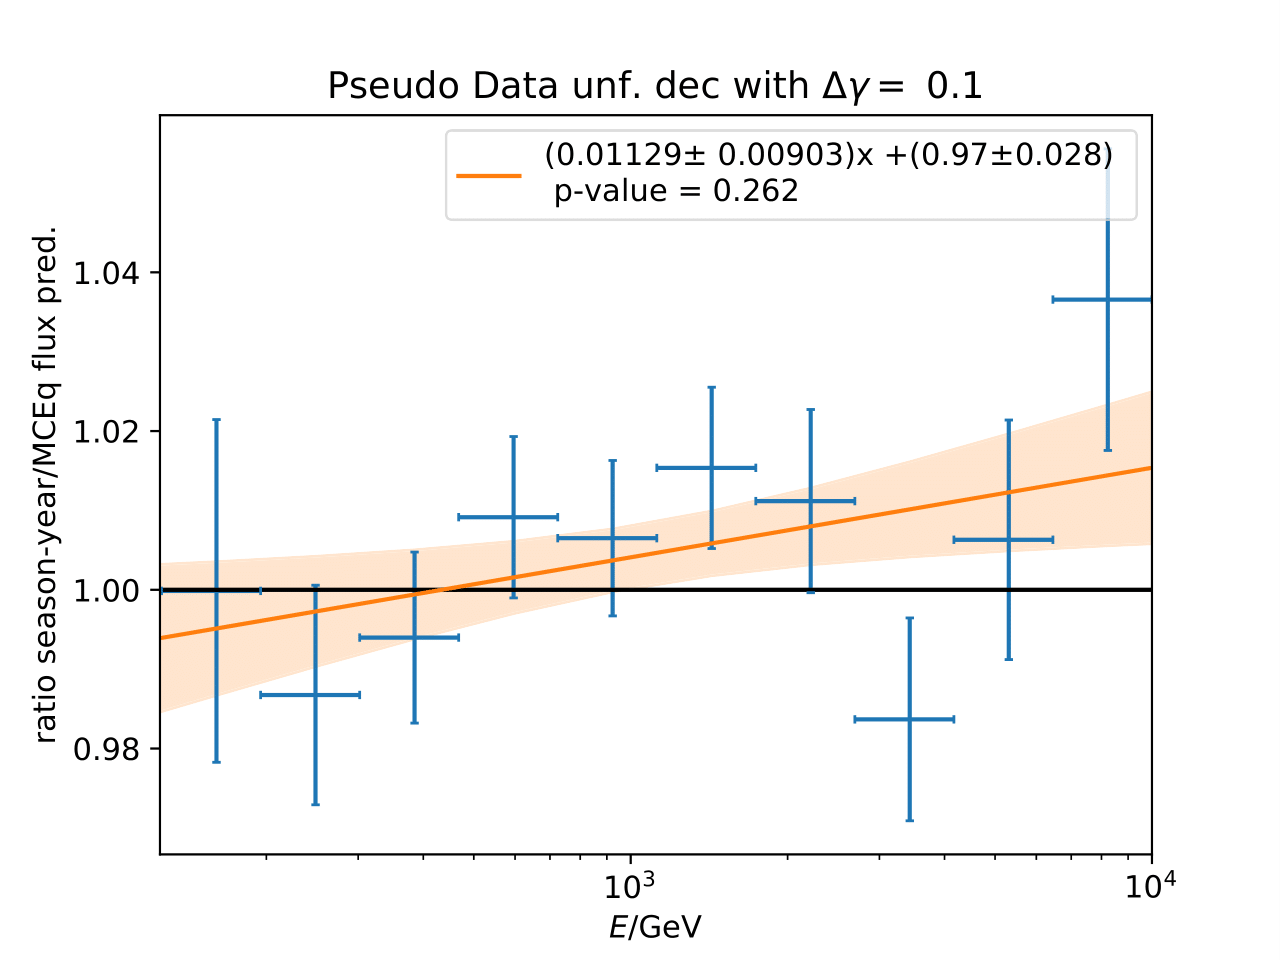 Pseudo Data unf. dec with Δγ = 0.1
(0.01129± 0.00903)x +(0.97±0.028)
p-value = 0.262
ratio season-year/MCEq flux pred.
1.04
1.02
1.00
0.98
10³ 10⁴
E/GeV